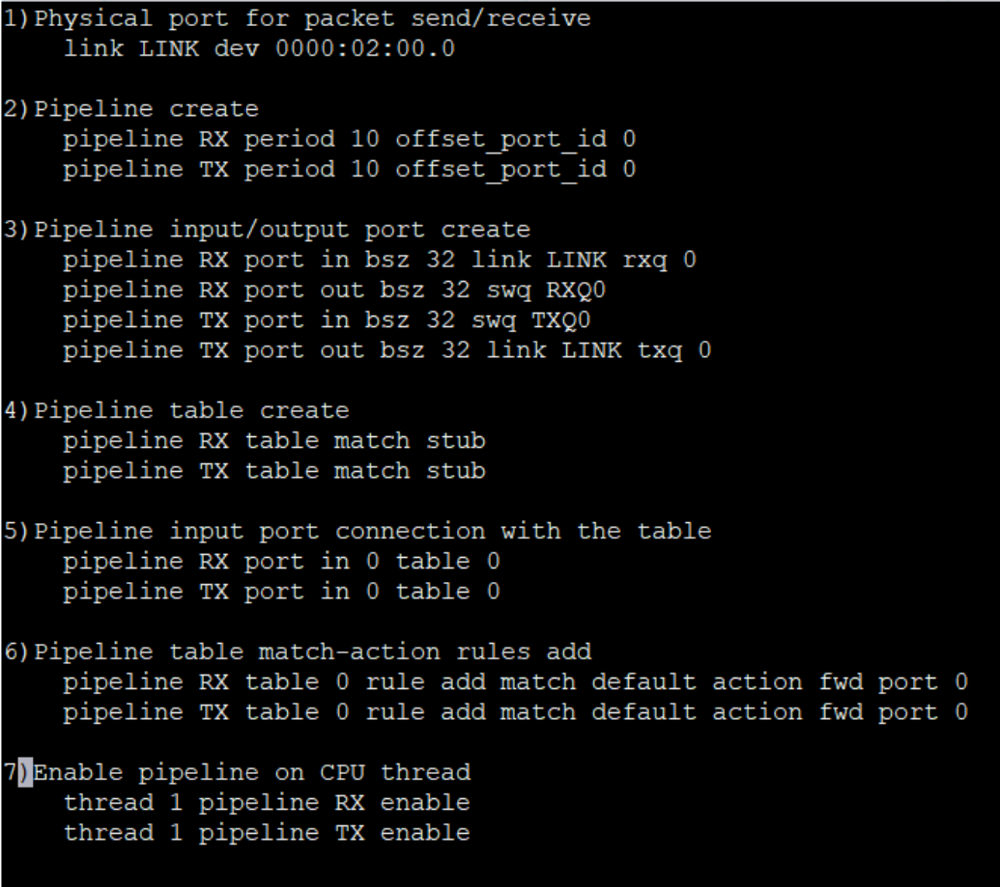 1)Physical port for packet send/receive
    link LINK dev 0000:02:00.0

2)Pipeline create
    pipeline RX period 10 offset_port_id 0
    pipeline TX period 10 offset_port_id 0

3)Pipeline input/output port create
    pipeline RX port in bsz 32 link LINK rxq 0
    pipeline RX port out bsz 32 swq RXQ0
    pipeline TX port in bsz 32 swq TXQ0
    pipeline TX port out bsz 32 link LINK txq 0

4)Pipeline table create
    pipeline RX table match stub
    pipeline TX table match stub

5)Pipeline input port connection with the table
    pipeline RX port in 0 table 0
    pipeline TX port in 0 table 0

6)Pipeline table match-action rules add
    pipeline RX table 0 rule add match default action fwd port 0
    pipeline TX table 0 rule add match default action fwd port 0

7)Enable pipeline on CPU thread
    thread 1 pipeline RX enable
    thread 1 pipeline TX enable